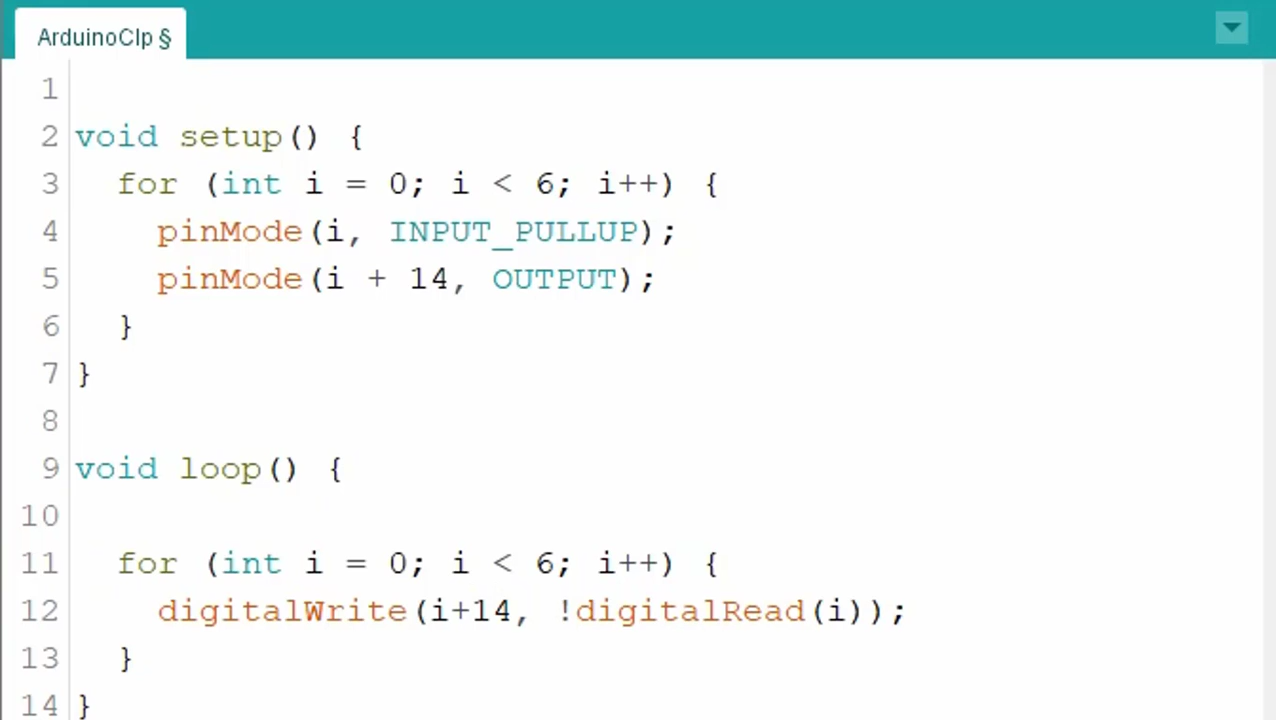 ArduinoClp §
1
2 void setup() {
3   for (int i = 0; i < 6; i++) {
4     pinMode(i, INPUT_PULLUP);
5     pinMode(i + 14, OUTPUT);
6   }
7 }
8
9 void loop() {
10
11   for (int i = 0; i < 6; i++) {
12     digitalWrite(i+14, !digitalRead(i));
13   }
14 }